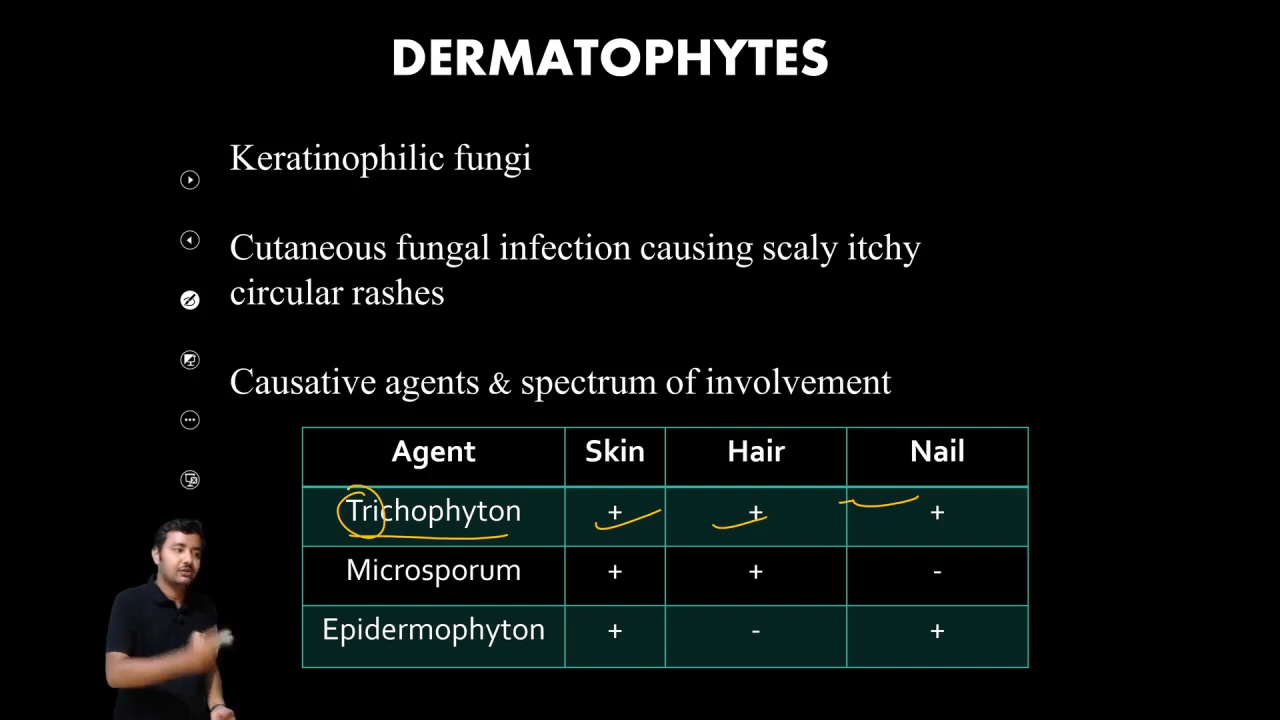 DERMATOPHYTES
Keratinophilic fungi
Cutaneous fungal infection causing scaly itchy
circular rashes
Causative agents & spectrum of involvement
Agent Skin Hair Nail
Trichophyton + + +
Microsporum + + -
Epidermophyton + - +